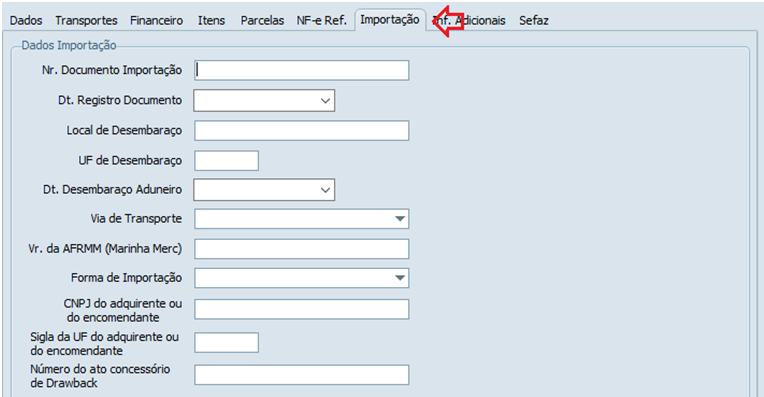 Dados Transportes Financeiro Itens Parcelas NF-e Ref. Importação Inf. Adicionais Sefaz
Dados Importação
Nr. Documento Importação
Dt. Registro Documento
Local de Desembaraço
UF de Desembaraço
Dt. Desembaraço Aduneiro
Via de Transporte
Vr. da AFRMM (Marinha Merc)
Forma de Importação
CNPJ do adquirente ou
do encomendante
Sigla da UF do adquirente ou
do encomendante
Número do ato concessório
de Drawback